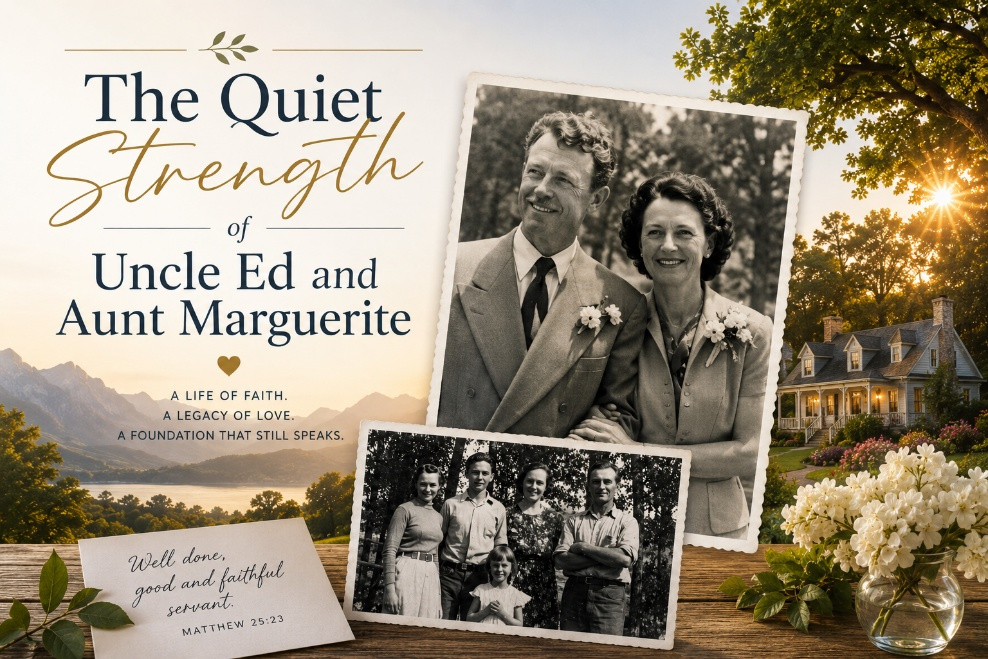 The Quiet
Strength
of
Uncle Ed and
Aunt Marguerite
A LIFE OF FAITH.
A LEGACY OF LOVE.
A FOUNDATION THAT STILL SPEAKS.
Well done,
good and faithful
servant.
MATTHEW 25:23